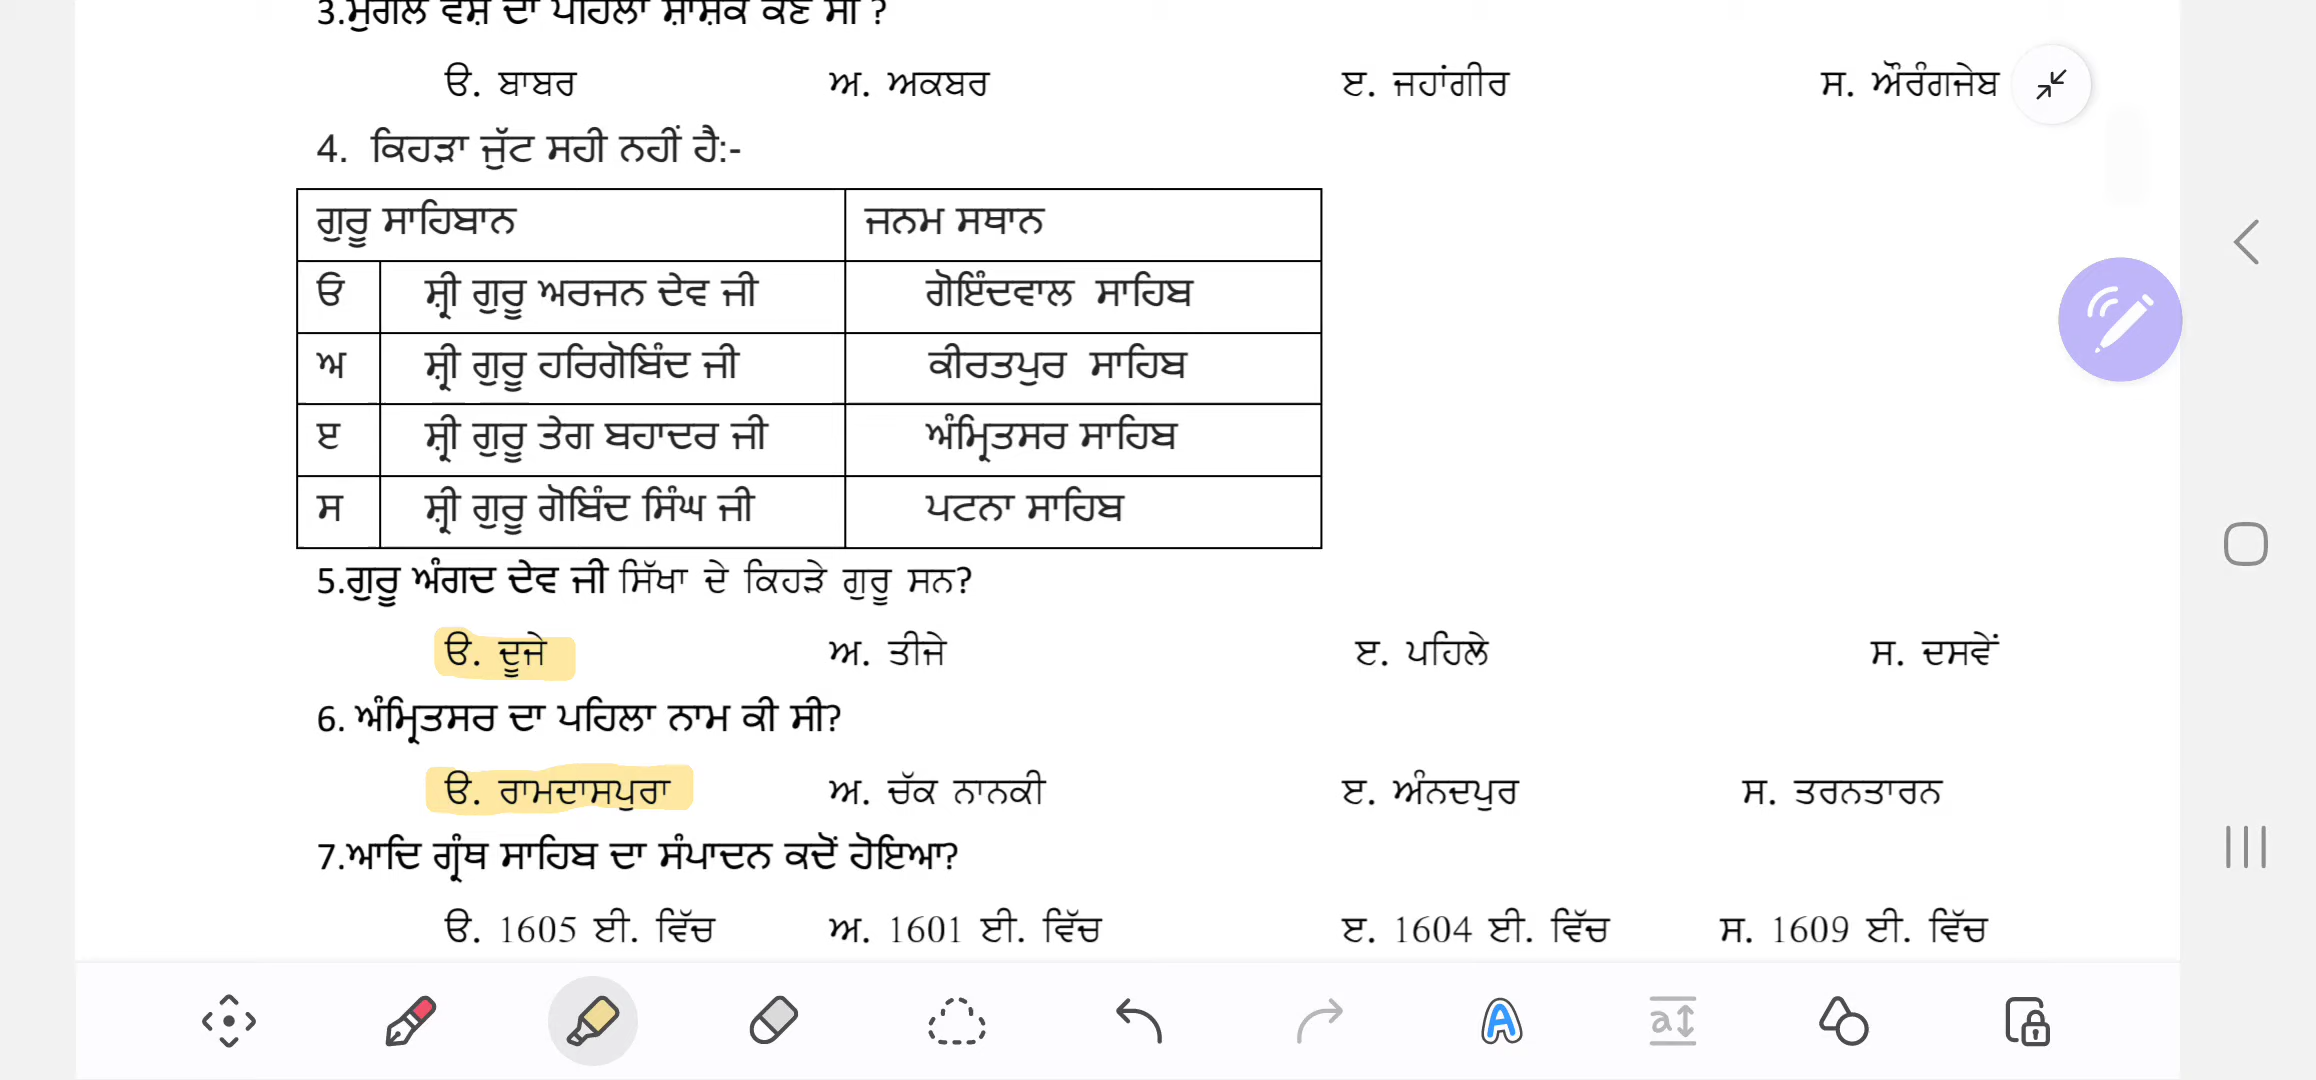 3.ਮੁਗਲ ਵੰਸ਼ ਦਾ ਪਹਿਲਾ ਸ਼ਾਸ਼ਕ ਕੌਣ ਸੀ ?
ੳ. ਬਾਬਰ ਅ. ਅਕਬਰ ੲ. ਜਹਾਂਗੀਰ ਸ. ਔਰੰਗਜੇਬ
4. ਕਿਹੜਾ ਜੁੱਟ ਸਹੀ ਨਹੀਂ ਹੈ:-
ਗੁਰੂ ਸਾਹਿਬਾਨ ਜਨਮ ਸਥਾਨ
ੳ ਸ਼੍ਰੀ ਗੁਰੂ ਅਰਜਨ ਦੇਵ ਜੀ ਗੋਇੰਦਵਾਲ ਸਾਹਿਬ
ਅ ਸ਼੍ਰੀ ਗੁਰੂ ਹਰਿਗੋਬਿੰਦ ਜੀ ਕੀਰਤਪੁਰ ਸਾਹਿਬ
ੲ ਸ਼੍ਰੀ ਗੁਰੂ ਤੇਗ ਬਹਾਦਰ ਜੀ ਅੰਮ੍ਰਿਤਸਰ ਸਾਹਿਬ
ਸ ਸ਼੍ਰੀ ਗੁਰੂ ਗੋਬਿੰਦ ਸਿੰਘ ਜੀ ਪਟਨਾ ਸਾਹਿਬ
5.ਗੁਰੂ ਅੰਗਦ ਦੇਵ ਜੀ ਸਿੱਖਾ ਦੇ ਕਿਹੜੇ ਗੁਰੂ ਸਨ?
ੳ. ਦੂਜੇ ਅ. ਤੀਜੇ ੲ. ਪਹਿਲੇ ਸ. ਦਸਵੇਂ
6. ਅੰਮ੍ਰਿਤਸਰ ਦਾ ਪਹਿਲਾ ਨਾਮ ਕੀ ਸੀ?
ੳ. ਰਾਮਦਾਸਪੁਰਾ ਅ. ਚੱਕ ਨਾਨਕੀ ੲ. ਅੰਨਦਪੁਰ ਸ. ਤਰਨਤਾਰਨ
7.ਆਦਿ ਗ੍ਰੰਥ ਸਾਹਿਬ ਦਾ ਸੰਪਾਦਨ ਕਦੋਂ ਹੋਇਆ?
ੳ. 1605 ਈ. ਵਿੱਚ ਅ. 1601 ਈ. ਵਿੱਚ ੲ. 1604 ਈ. ਵਿੱਚ ਸ. 1609 ਈ. ਵਿੱਚ